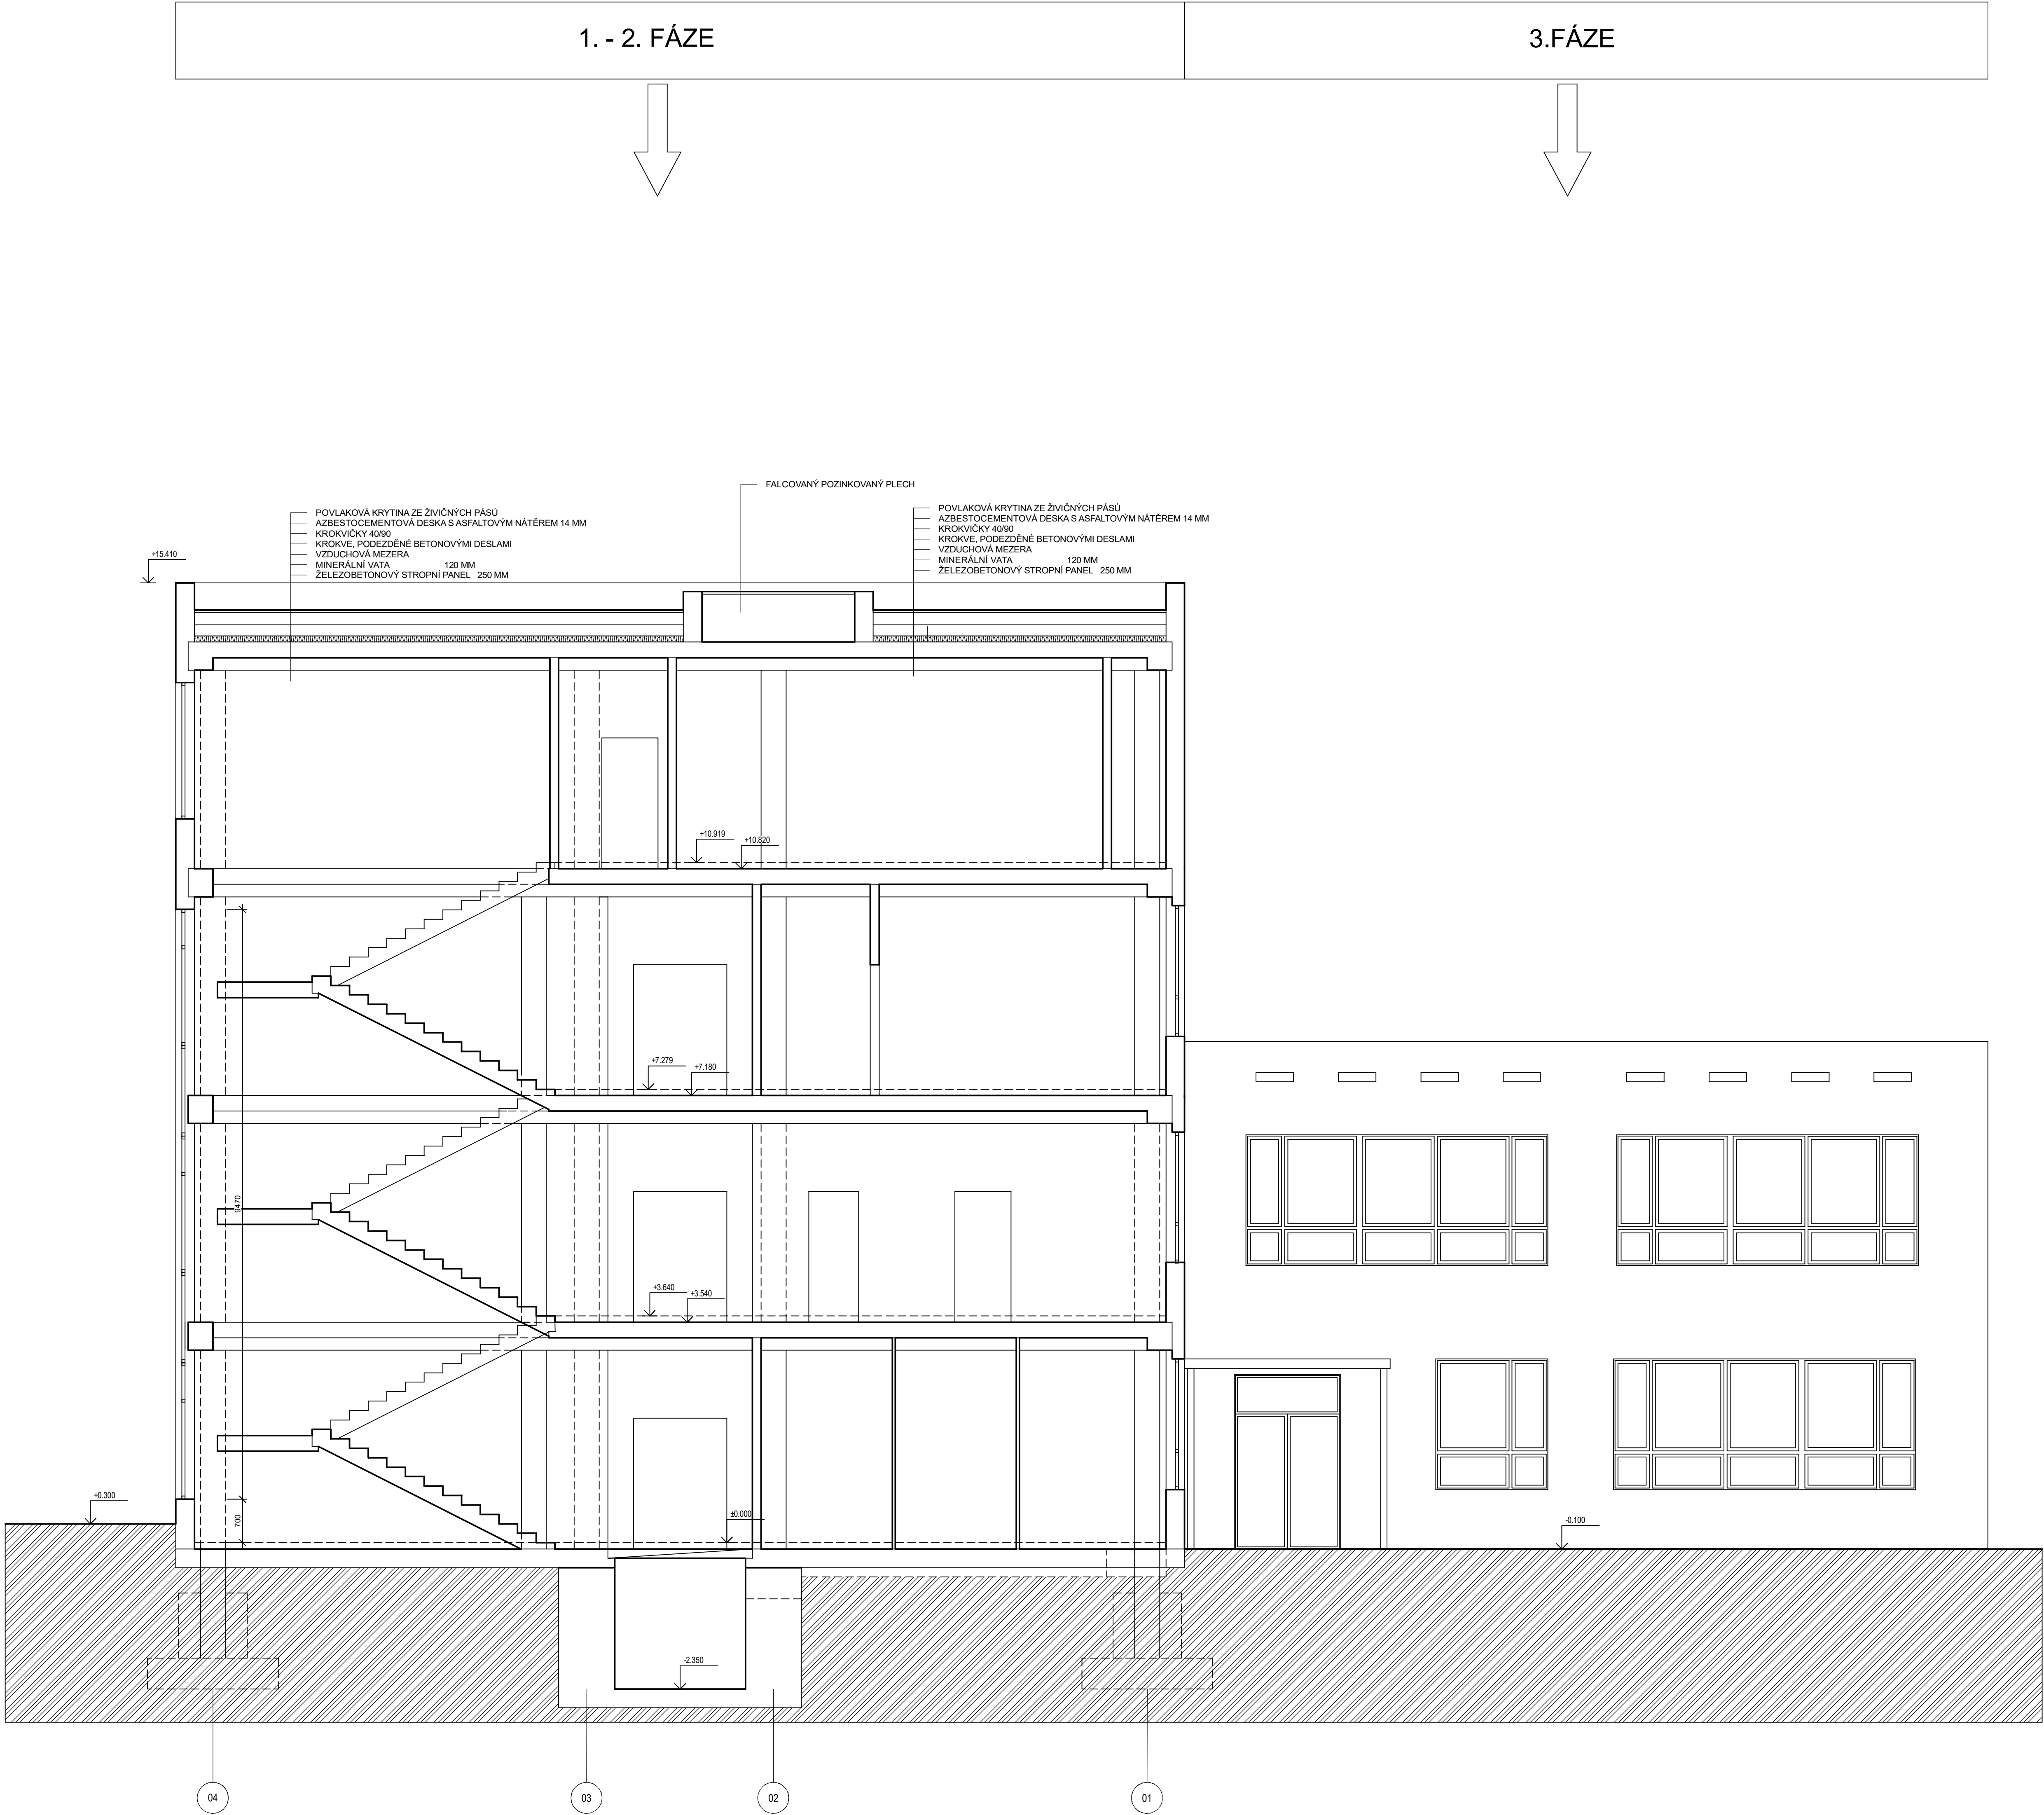 1. - 2. FÁZE
3.FÁZE
FALCOVANÝ POZINKOVANÝ PLECH
POVLAKOVÁ KRYTINA ZE ŽIVIČNÝCH PÁSŮ
AZBESTOCEMENTOVÁ DESKA S ASFALTOVÝM NÁTĚREM 14 MM
KROKVIČKY 40/90
KROKVE, PODEZDĚNÉ BETONOVÝMI DESLAMI
VZDUCHOVÁ MEZERA
MINERÁLNÍ VATA 120 MM
ŽELEZOBETONOVÝ STROPNÍ PANEL 250 MM
POVLAKOVÁ KRYTINA ZE ŽIVIČNÝCH PÁSŮ
AZBESTOCEMENTOVÁ DESKA S ASFALTOVÝM NÁTĚREM 14 MM
KROKVIČKY 40/90
KROKVE, PODEZDĚNÉ BETONOVÝMI DESLAMI
VZDUCHOVÁ MEZERA
MINERÁLNÍ VATA 120 MM
ŽELEZOBETONOVÝ STROPNÍ PANEL 250 MM
+15.410
+10.919
+10.820
+7.279
+7.180
9470
+3.640
+3.540
+0.300
700
±0.000
-0.100
-2.350
04
03
02
01